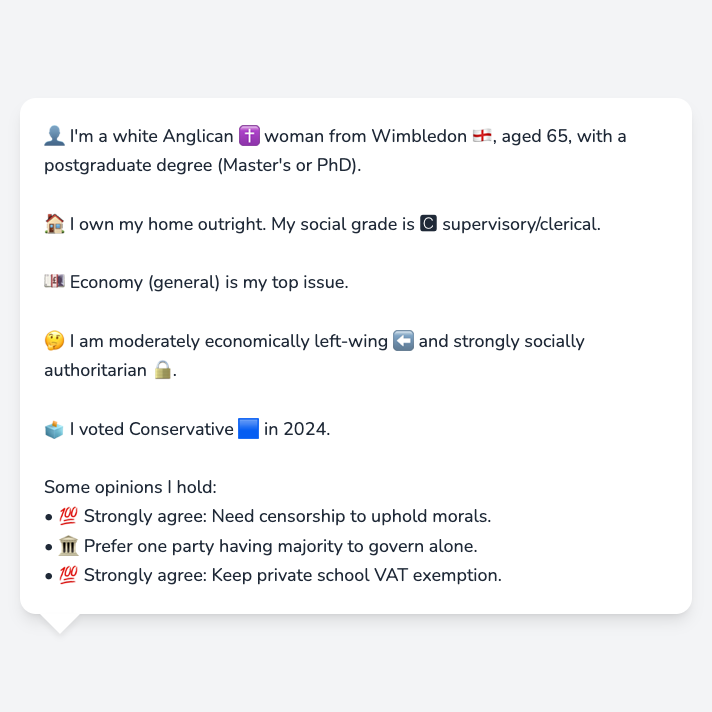 👤 I'm a white Anglican ✝️ woman from Wimbledon 🏴󠁧󠁢󠁥󠁮󠁧󠁿, aged 65, with a
postgraduate degree (Master's or PhD).
🏠 I own my home outright. My social grade is 🅲 supervisory/clerical.
💷 Economy (general) is my top issue.
🤔 I am moderately economically left-wing ⬅️ and strongly socially
authoritarian 🔒.
🗳️ I voted Conservative 🟦 in 2024.
Some opinions I hold:
• 💯 Strongly agree: Need censorship to uphold morals.
• 🏛️ Prefer one party having majority to govern alone.
• 💯 Strongly agree: Keep private school VAT exemption.